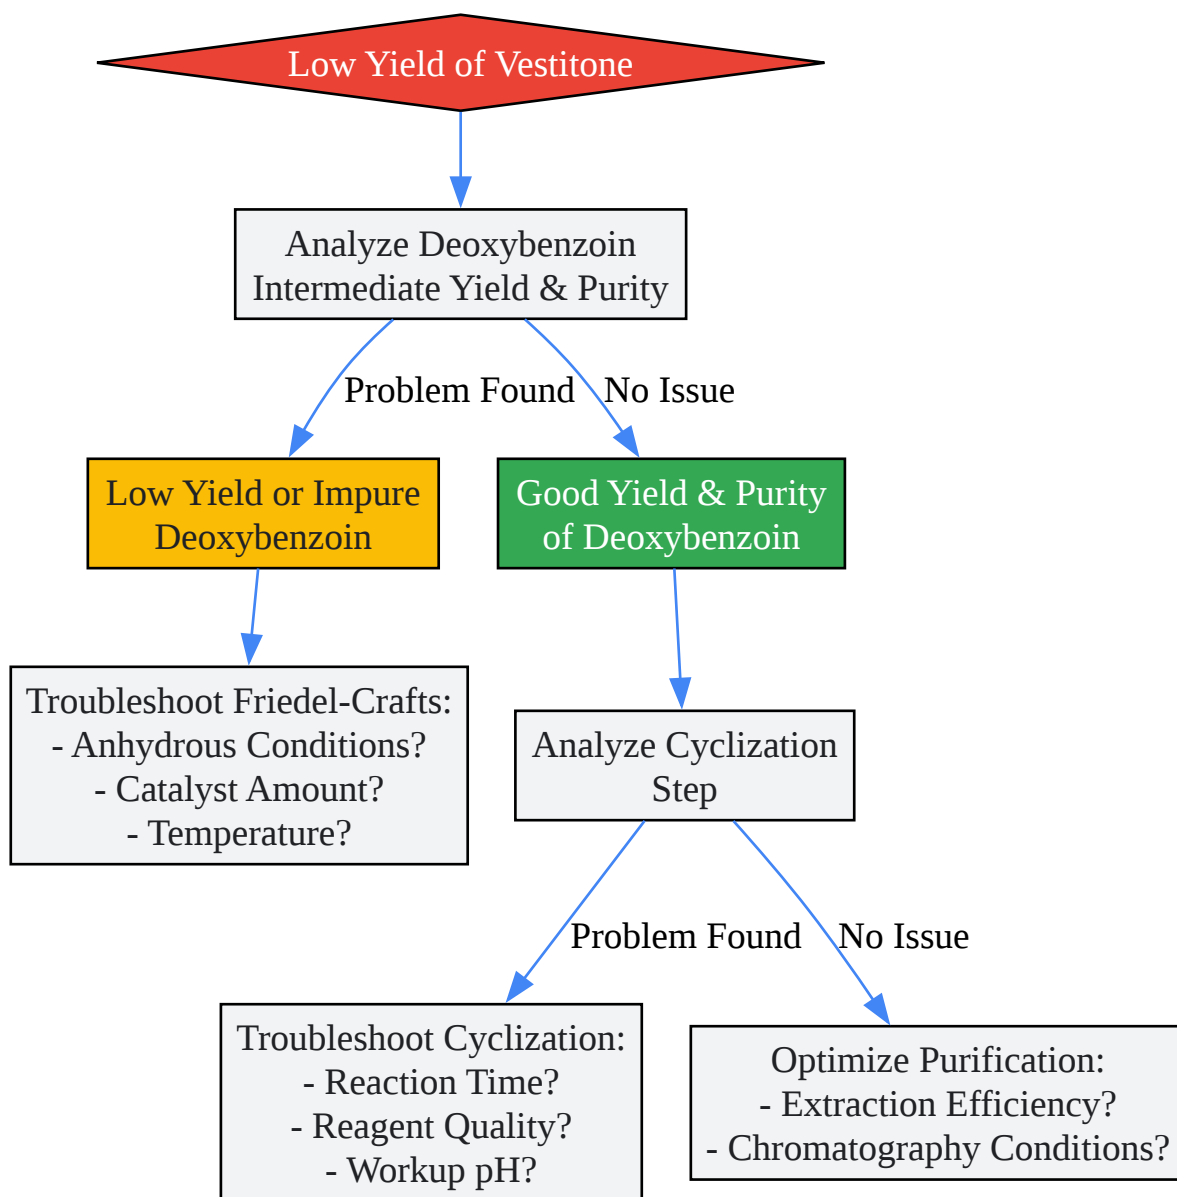 Low Yield of Vestitone
Analyze Deoxybenzoin
Intermediate Yield & Purity
Problem Found
No Issue
Low Yield or Impure
Deoxybenzoin
Good Yield & Purity
of Deoxybenzoin
Troubleshoot Friedel-Crafts:
- Anhydrous Conditions?
- Catalyst Amount?
- Temperature?
Analyze Cyclization
Step
Problem Found
No Issue
Troubleshoot Cyclization:
- Reaction Time?
- Reagent Quality?
- Workup pH?
Optimize Purification:
- Extraction Efficiency?
- Chromatography Conditions?